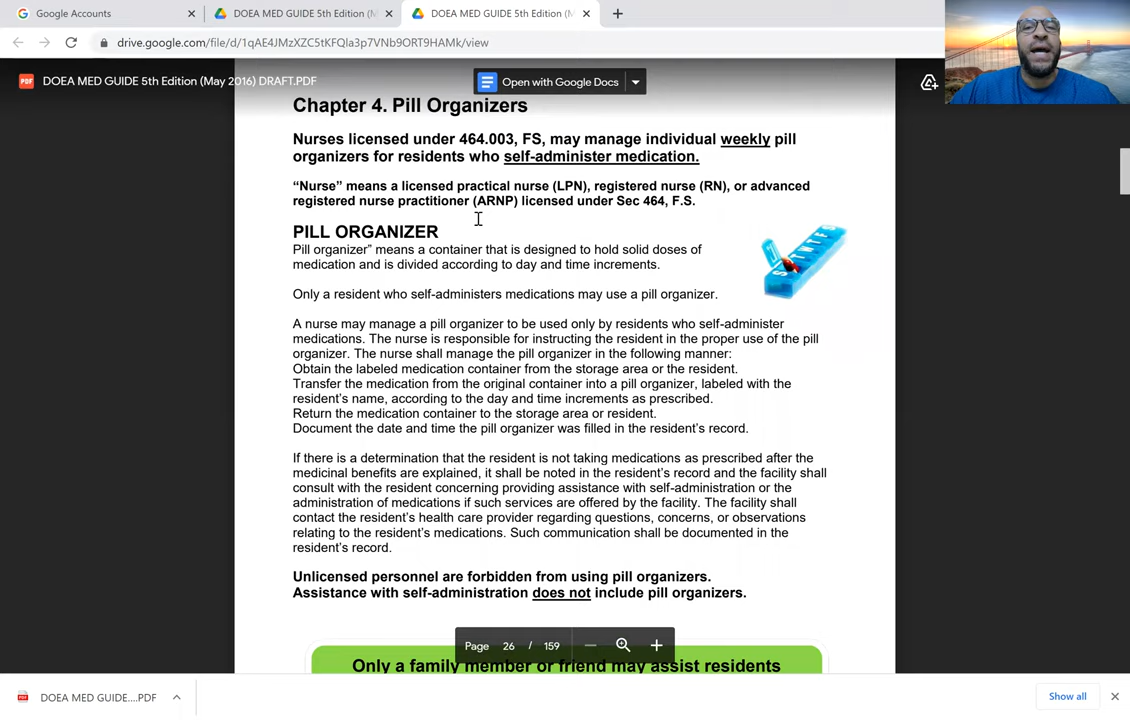 Google Accounts
DOEA MED GUIDE 5th Edition (M
DOEA MED GUIDE 5th Edition (M
drive.google.com/file/d/1qAE4JMzXZC5tKFQIa3p7VNb9ORT9HAMk/view
PDF
DOEA MED GUIDE 5th Edition (May 2016) DRAFT.PDF
Open with Google Docs
Chapter 4. Pill Organizers
Nurses licensed under 464.003, FS, may manage individual weekly pill
organizers for residents who self-administer medication.
“Nurse” means a licensed practical nurse (LPN), registered nurse (RN), or advanced
registered nurse practitioner (ARNP) licensed under Sec 464, F.S.
PILL ORGANIZER
Pill organizer” means a container that is designed to hold solid doses of
medication and is divided according to day and time increments.
Only a resident who self-administers medications may use a pill organizer.
A nurse may manage a pill organizer to be used only by residents who self-administer
medications. The nurse is responsible for instructing the resident in the proper use of the pill
organizer. The nurse shall manage the pill organizer in the following manner:
Obtain the labeled medication container from the storage area or the resident.
Transfer the medication from the original container into a pill organizer, labeled with the
resident’s name, according to the day and time increments as prescribed.
Return the medication container to the storage area or resident.
Document the date and time the pill organizer was filled in the resident’s record.
If there is a determination that the resident is not taking medications as prescribed after the
medicinal benefits are explained, it shall be noted in the resident’s record and the facility shall
consult with the resident concerning providing assistance with self-administration or the
administration of medications if such services are offered by the facility. The facility shall
contact the resident’s health care provider regarding questions, concerns, or observations
relating to the resident’s medications. Such communication shall be documented in the
resident’s record.
Unlicensed personnel are forbidden from using pill organizers.
Assistance with self-administration does not include pill organizers.
Page 26 / 159
Only a family member or friend may assist residents
DOEA MED GUIDE....PDF
Show all